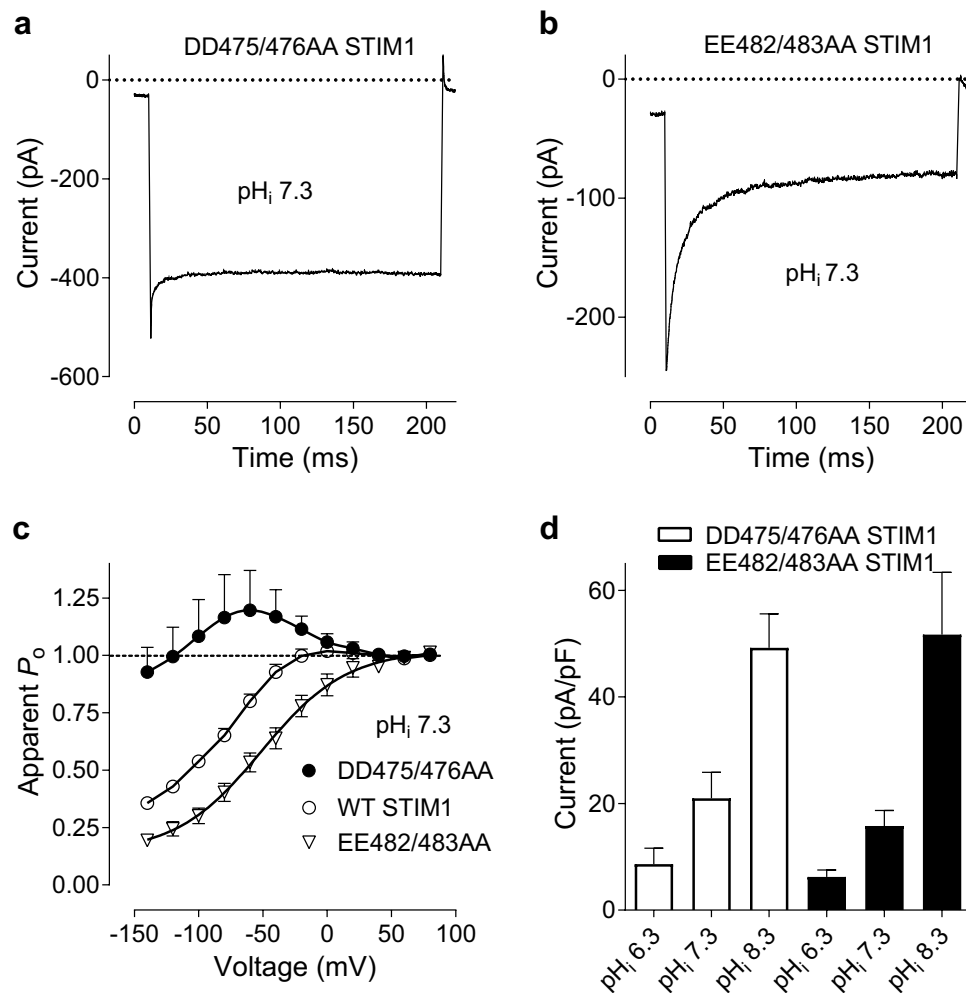 a
DD475/476AA STIM1
0
-200
-400
-600
Current (pA)
pHi 7.3
0 50 100 150 200
Time (ms)
b
EE482/483AA STIM1
0
-100
-200
Current (pA)
pHi 7.3
0 50 100 150 200
Time (ms)
c
1.25
1.00
0.75
0.50
0.25
0.00
Apparent Po
pHi 7.3
DD475/476AA
WT STIM1
EE482/483AA
-150 -100 -50 0 50 100
Voltage (mV)
d
DD475/476AA STIM1
EE482/483AA STIM1
60
40
20
0
Current (pA/pF)
pHi 6.3
pHi 7.3
pHi 8.3
pHi 6.3
pHi 7.3
pHi 8.3